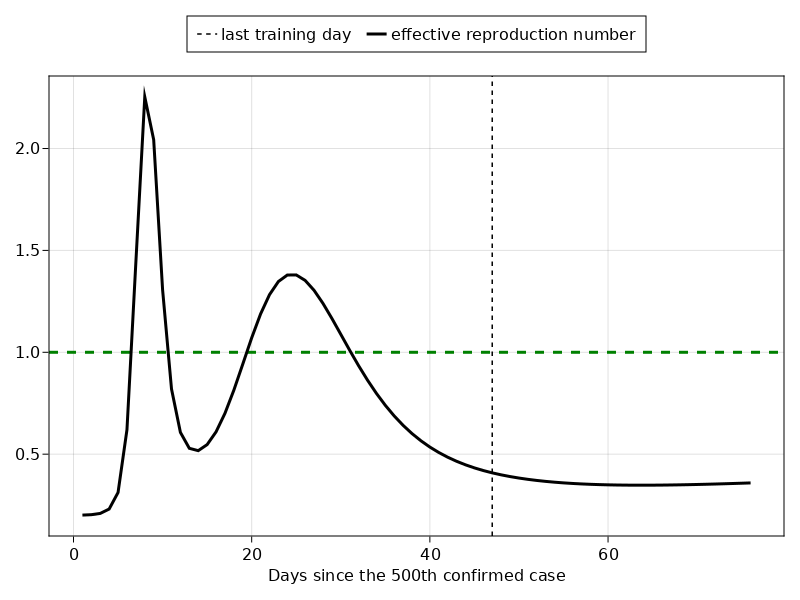 last training day effective reproduction number
2.0
1.5
1.0
0.5
0 20 40 60
Days since the 500th confirmed case